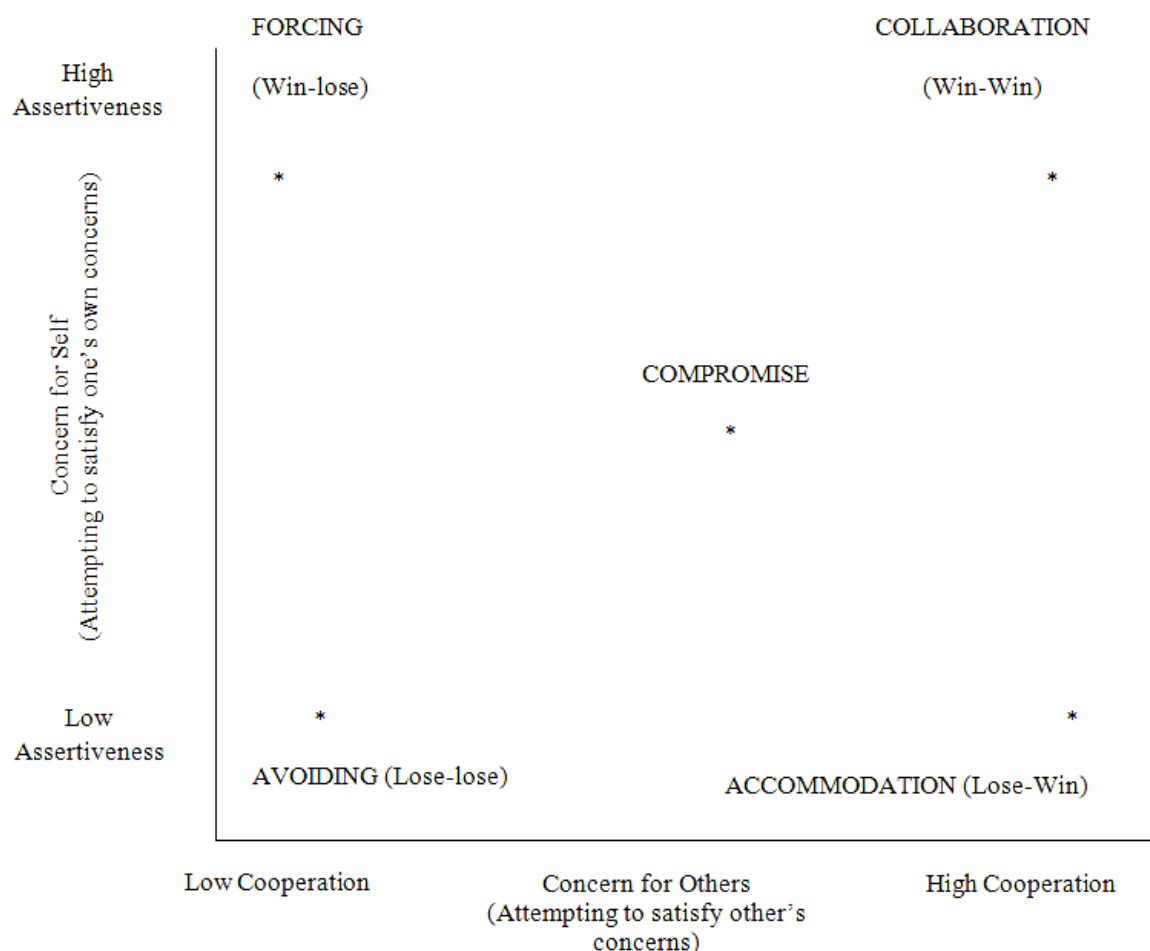 FORCING
COLLABORATION
High
Assertiveness
(Win-lose)
(Win-Win)
*
*
Concern for Self
(Attempting to satisfy one’s own concerns)
COMPROMISE
*
Low
Assertiveness
*
*
AVOIDING (Lose-lose)
ACCOMMODATION (Lose-Win)
Low Cooperation
Concern for Others
(Attempting to satisfy other’s
concerns)
High Cooperation